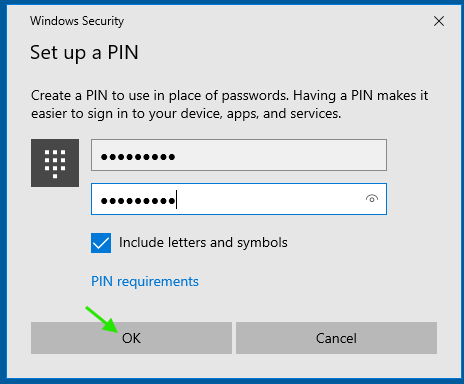 Windows Security
Set up a PIN
Create a PIN to use in place of passwords. Having a PIN makes it
easier to sign in to your device, apps, and services.
●●●●●●●●●
●●●●●●●●●
Include letters and symbols
PIN requirements
OK
Cancel